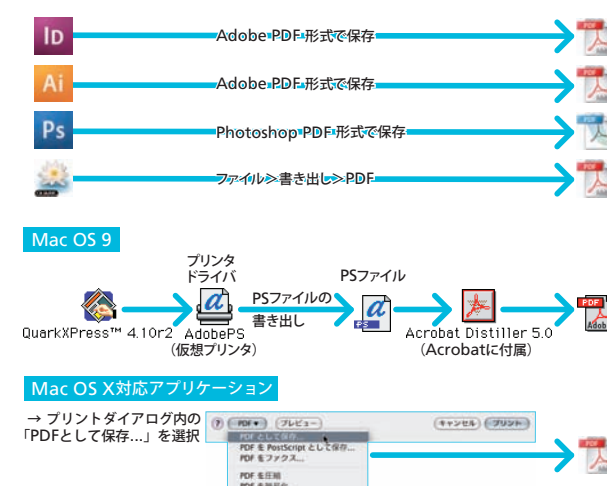 Id
Adobe PDF 形式で保存
PDF
Ai
Adobe PDF 形式で保存
PDF
Ps
Photoshop PDF 形式で保存
PDF
ファイル＞書き出し＞PDF
PDF
Mac OS 9
プリンタ
ドライバ
PSファイルの
書き出し
PSファイル
PS
PDF
Adob
QuarkXPress™ 4.10r2
AdobePS
（仮想プリンタ）
Acrobat Distiller 5.0
（Acrobatに付属）
Mac OS X対応アプリケーション
→ プリントダイアログ内の
「PDFとして保存...」を選択
? PDF▼ プレビュー キャンセル プリント
PDF として保存...
PDF を PostScript として保存...
PDF をファクス...
PDF を圧縮
PDF